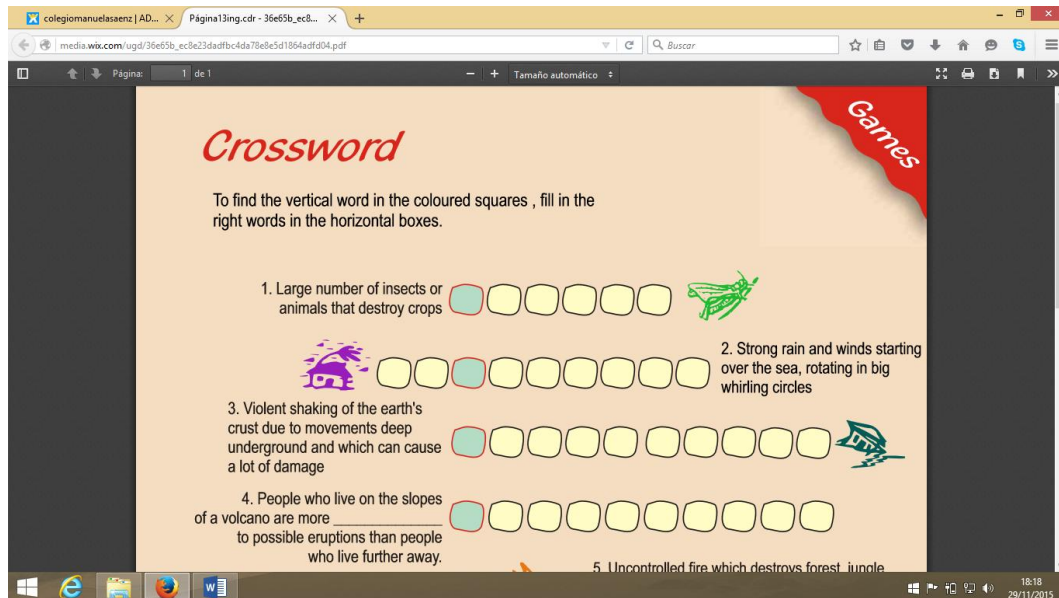 colegiomanuelasaenz | AD...
Página13ing.cdr - 36e65b_ec8...
media.wix.com/ugd/36e65b_ec8e23dadfbc4da78e8e5d1864adfd04.pdf
Buscar
Página:
1 de 1
Tamaño automático
Games
Crossword
To find the vertical word in the coloured squares , fill in the
right words in the horizontal boxes.
1. Large number of insects or
animals that destroy crops
2. Strong rain and winds starting
over the sea, rotating in big
whirling circles
3. Violent shaking of the earth's
crust due to movements deep
underground and which can cause
a lot of damage
4. People who live on the slopes
of a volcano are more _______________
to possible eruptions than people
who live further away.
5. Uncontrolled fire which destroys forest, jungle
18:18
29/11/2015